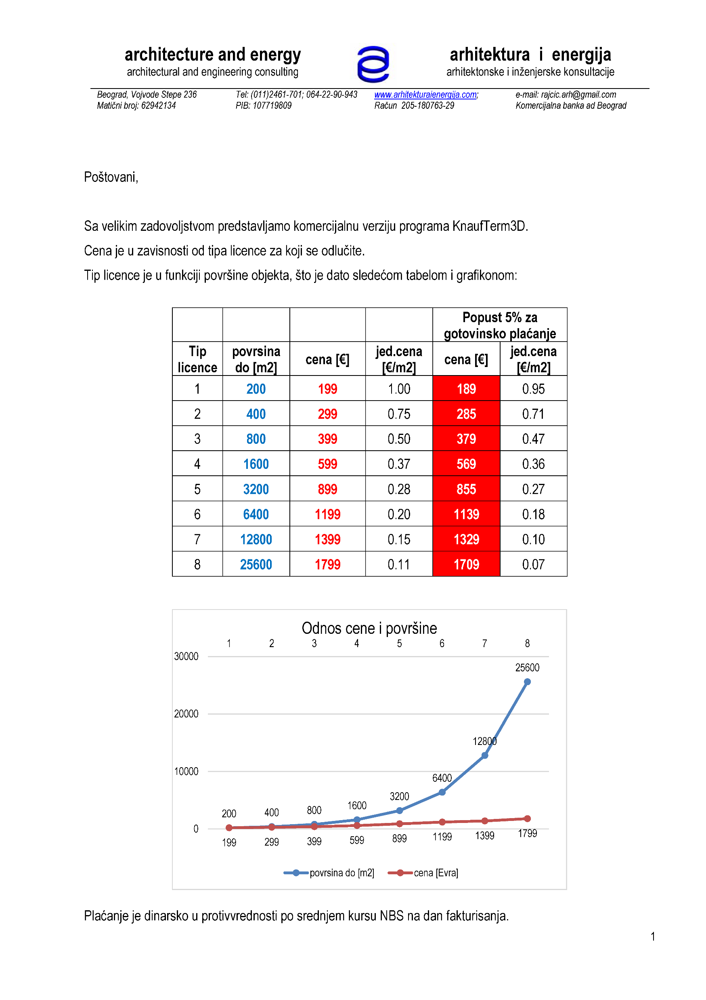 architecture and energy
architectural and engineering consulting
arhitektura i energija
arhitektonske i inženjerske konsultacije
Beograd, Vojvode Stepe 236 Tel: (011)2461-701; 064-22-90-943 www.arhitekturaienergija.com; e-mail: rajcic.arh@gmail.com
Matični broj: 62942134 PIB: 107719809 Račun 205-180763-29 Komercijalna banka ad Beograd
Poštovani,
Sa velikim zadovoljstvom predstavljamo komercijalnu verziju programa KnaufTerm3D.
Cena je u zavisnosti od tipa licence za koji se odlučite.
Tip licence je u funkciji površine objekta, što je dato sledećom tabelom i grafikonom:
Popust 5% za
gotovinsko plaćanje
Tip licence povrsina do [m2] cena [€] jed.cena [€/m2] cena [€] jed.cena [€/m2]
1 200 199 1.00 189 0.95
2 400 299 0.75 285 0.71
3 800 399 0.50 379 0.47
4 1600 599 0.37 569 0.36
5 3200 899 0.28 855 0.27
6 6400 1199 0.20 1139 0.18
7 12800 1399 0.15 1329 0.10
8 25600 1799 0.11 1709 0.07
Odnos cene i površine
1 2 3 4 5 6 7 8
30000
25600
20000
12800
10000
6400
3200
1600
200 400 800
0
199 299 399 599 899 1199 1399 1799
povrsina do [m2] cena [Evra]
Plaćanje je dinarsko u protivvrednosti po srednjem kursu NBS na dan fakturisanja.
1